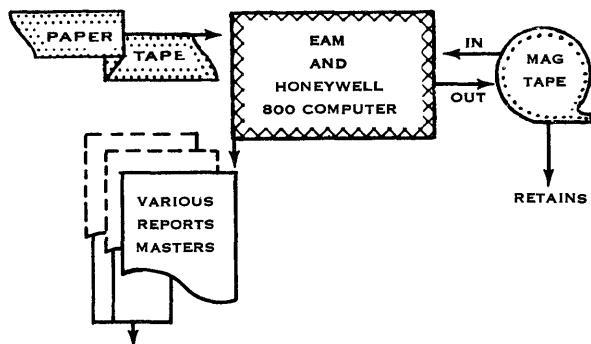 PAPER
TAPE
EAM
AND
HONEYWELL
800 COMPUTER
IN
OUT
MAG
TAPE
RETAINS
VARIOUS
REPORTS
MASTERS